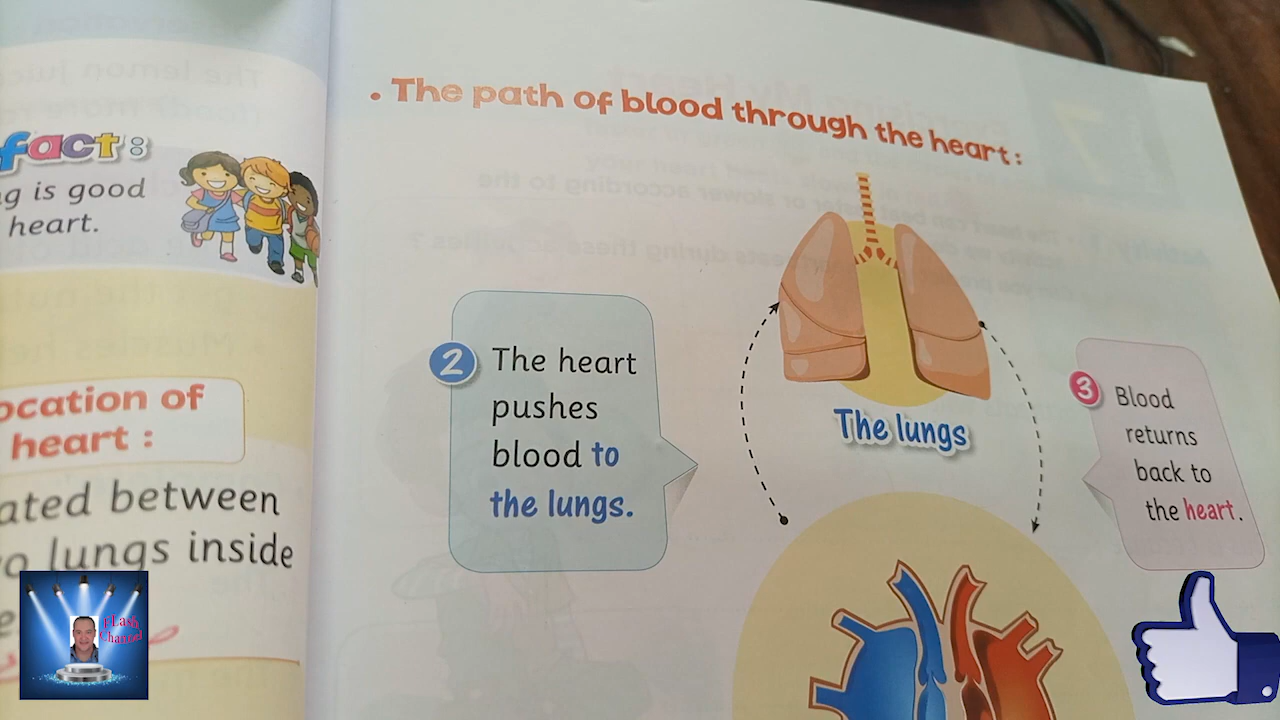 fact:
is good
heart.
ocation of
heart :
ated between
o lungs inside
• The path of blood through the heart :
The lungs
2
The heart
pushes
blood to
the lungs.
3
Blood
returns
back to
the heart.
Flash
Channel